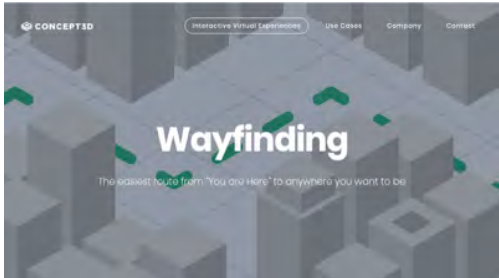 CONCEPT3D
Interactive Virtual Experiences
Use Cases
Company
Contact
Wayfinding
The easiest route from "You are Here" to anywhere you want to be